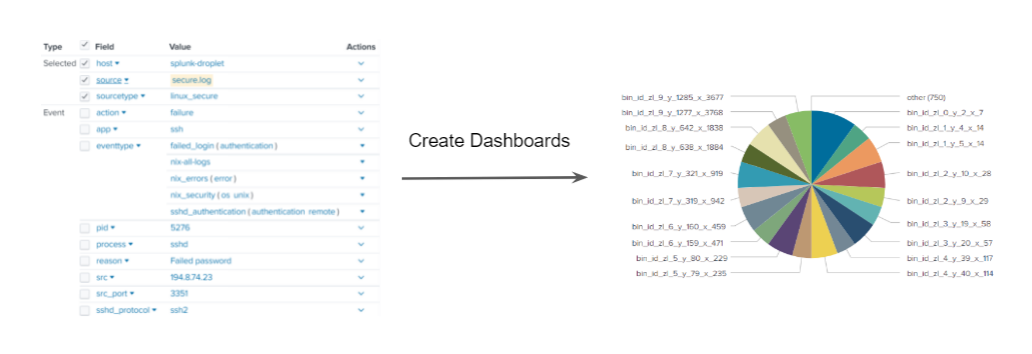 Type Field Value Actions
Selected host splunk-droplet
source secure.log
sourcetype linux_secure
Event action failure
app ssh
eventtype failed_login ( authentication )
nix-all-logs
nix_errors ( error )
nix_security ( os unix )
sshd_authentication ( authentication remote )
pid 5276
process sshd
reason Failed password
src 194.8.74.23
src_port 3351
sshd_protocol ssh2
Create Dashboards
bin_id_zl_9_y_1285_x_3677 other (750)
bin_id_zl_9_y_1277_x_3768 bin_id_zl_0_y_2_x_7
bin_id_zl_8_y_642_x_1838 bin_id_zl_1_y_4_x_14
bin_id_zl_8_y_638_x_1884 bin_id_zl_1_y_5_x_14
bin_id_zl_7_y_321_x_919 bin_id_zl_2_y_10_x_28
bin_id_zl_7_y_319_x_942 bin_id_zl_2_y_9_x_29
bin_id_zl_6_y_160_x_459 bin_id_zl_3_y_19_x_58
bin_id_zl_6_y_159_x_471 bin_id_zl_3_y_20_x_57
bin_id_zl_5_y_80_x_229 bin_id_zl_4_y_39_x_117
bin_id_zl_5_y_79_x_235 bin_id_zl_4_y_40_x_114